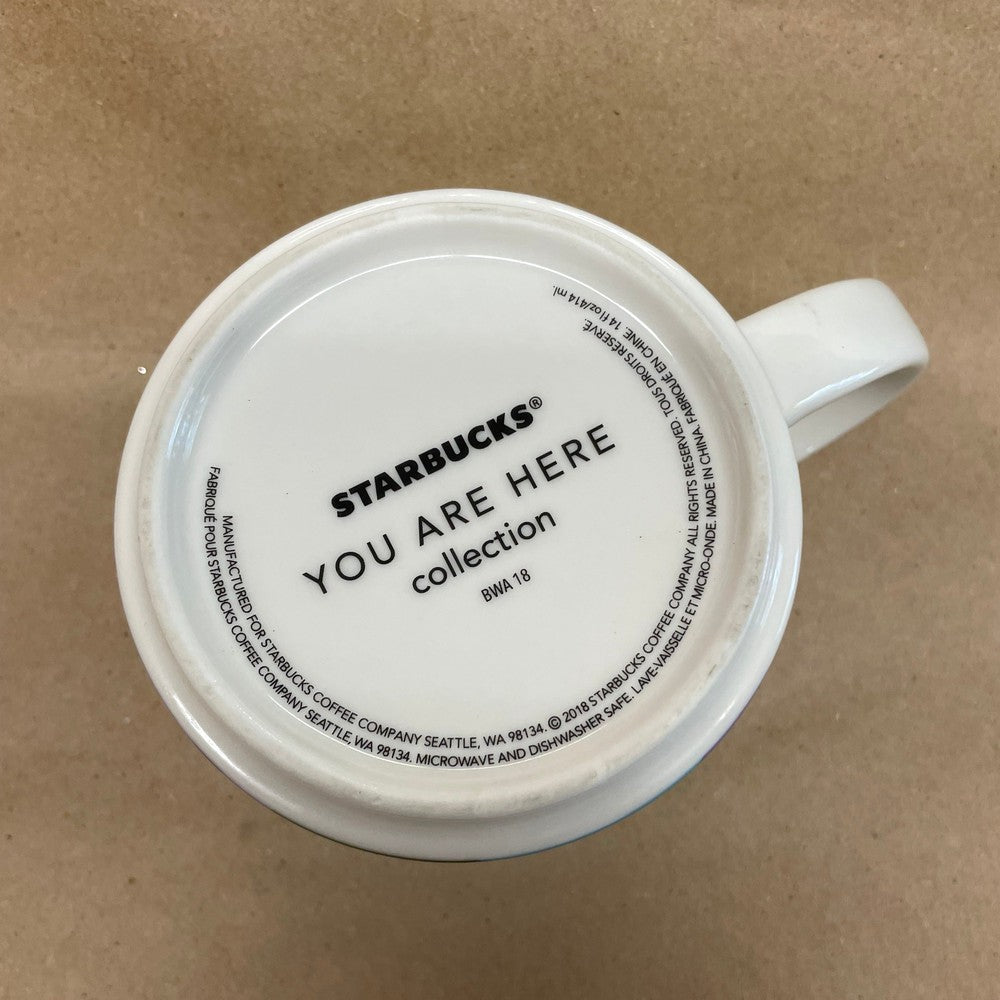 STARBUCKS®
YOU ARE HERE
collection
BWA 18
MANUFACTURED FOR STARBUCKS COFFEE COMPANY SEATTLE, WA 98134. © 2018 STARBUCKS COFFEE COMPANY ALL RIGHTS RESERVED. TOUS DROITS RÉSERVÉ.
FABRIQUÉ POUR STARBUCKS COFFEE COMPANY SEATTLE, WA 98134. MICROWAVE AND DISHWASHER SAFE. LAVE-VAISSELLE ET MICRO-ONDE. MADE IN CHINA. FABRIQUE EN CHINE. 14 fl oz/414 ml.